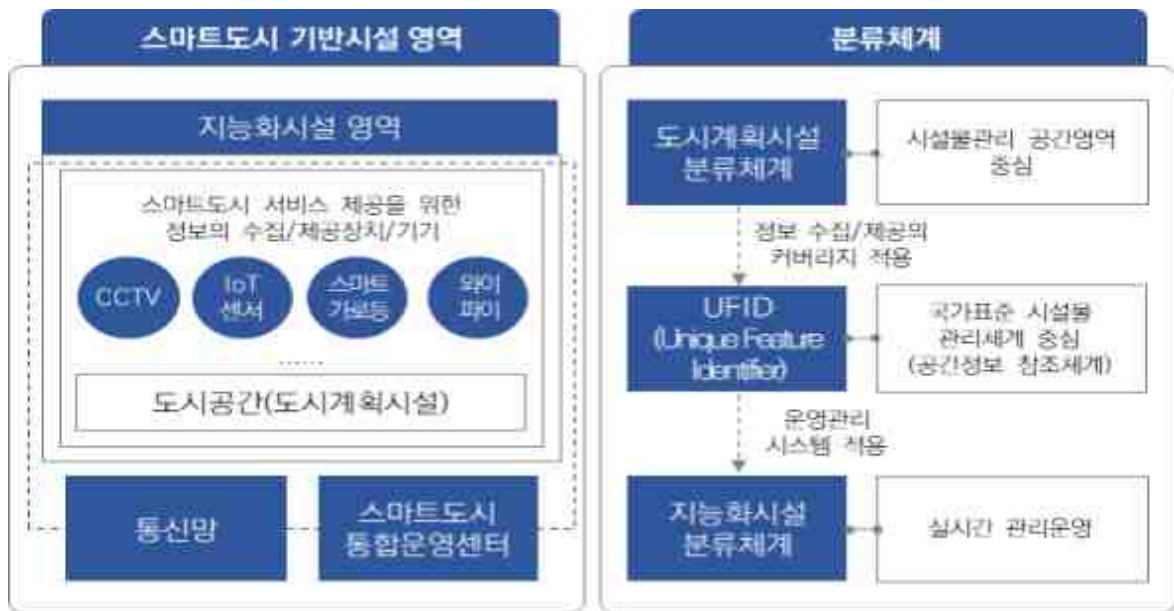 스마트도시 기반시설 영역
지능화시설 영역
스마트도시 서비스 제공을 위한
정보의 수집/제공장치/기기
CCTV
IoT
센서
스마트
가로등
와이
파이
......
도시공간(도시계획시설)
통신망
스마트도시
통합운영센터
분류체계
도시계획시설
분류체계
시설물관리 공간영역
중심
정보 수집/제공의
커버리지 적용
UFID
(Unique Feature
Identifier)
국가표준 시설물
관리체계 중심
(공간정보 참조체계)
운영관리
시스템 적용
지능화시설
분류체계
실시간 관리운영